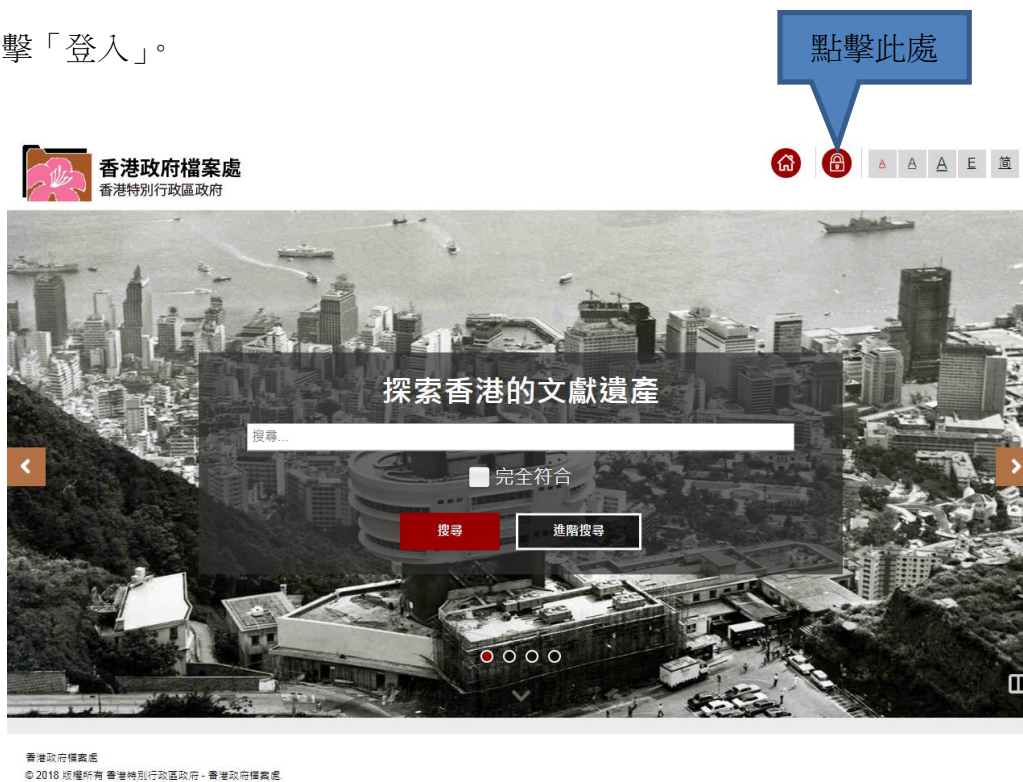 擊「登入」。
點擊此處
香港政府檔案處
香港特別行政區政府
A A A E 简
探索香港的文獻遺產
搜尋...
完全符合
搜尋 進階搜尋
香港政府檔案處
© 2018 版權所有 香港特別行政區政府 - 香港政府檔案處.